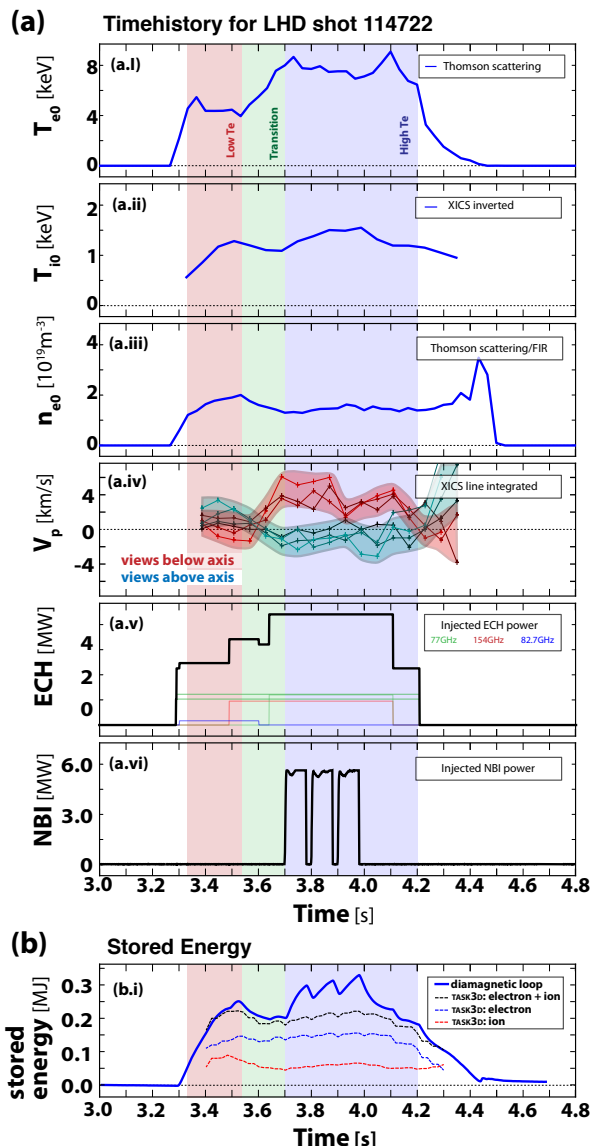 (a) Timehistory for LHD shot 114722
(a.I)
Thomson scattering
T_e0 [keV]
8
4
0
Low Te
Transition
High Te
(a.ii)
XICS inverted
T_i0 [keV]
2
1
0
(a.iii)
Thomson scattering/FIR
n_e0 [10^19m^-3]
4
2
0
(a.iv)
XICS line integrated
V_p [km/s]
4
0
-4
views below axis
views above axis
(a.v)
Injected ECH power
77GHz 154GHz 82.7GHz
ECH [MW]
4
2
0
(a.vi)
Injected NBI power
NBI [MW]
6.0
3.0
0
3.0 3.2 3.4 3.6 3.8 4.0 4.2 4.4 4.6 4.8
Time [s]
(b) Stored Energy
(b.i)
diamagnetic loop
TASK3D: electron + ion
TASK3D: electron
TASK3D: ion
stored
energy [MJ]
0.3
0.2
0.1
0.0
3.0 3.2 3.4 3.6 3.8 4.0 4.2 4.4 4.6 4.8
Time [s]